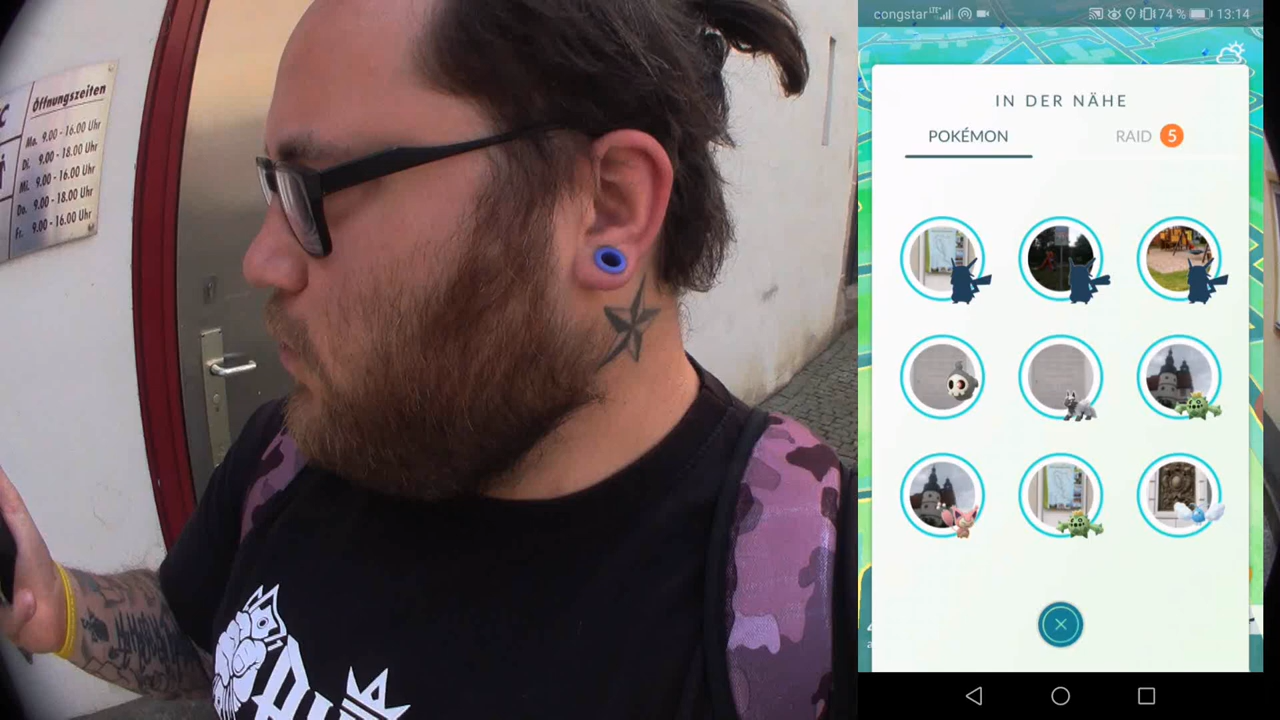 Öffnungszeiten
Mo. 9.00 - 16.00 Uhr
Di. 9.00 - 18.00 Uhr
Mi. 9.00 - 16.00 Uhr
Do. 9.00 - 18.00 Uhr
Fr. 9.00 - 16.00 Uhr
congstar 74 % 13:14
IN DER NÄHE
POKÉMON RAID 5